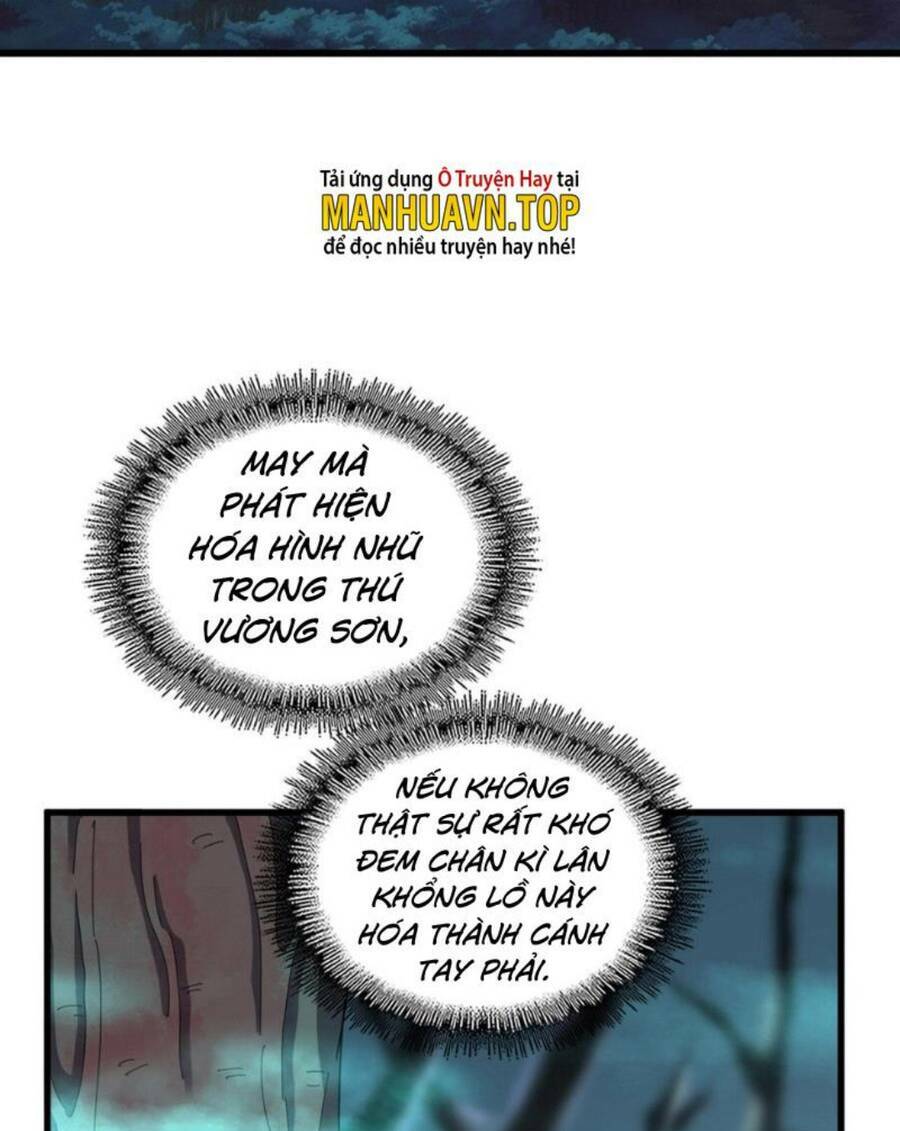 Tải ứng dụng Ô Truyện Hay tại
MANHUAVN.TOP
để đọc nhiều truyện hay nhé!
MAY MÀ
PHÁT HIỆN
HÓA HÌNH NHŨ
TRONG THÚ
VƯƠNG SƠN,
NẾU KHÔNG
THẬT SỰ RẤT KHÓ
ĐEM CHÂN KÌ LÂN
KHỔNG LỒ NÀY
HÓA THÀNH CÁNH
TAY PHẢI.